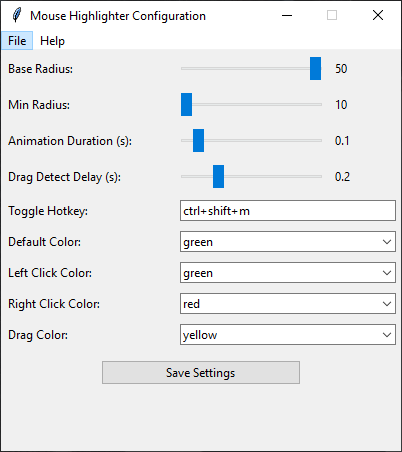 Mouse Highlighter Configuration
File Help
Base Radius: 50
Min Radius: 10
Animation Duration (s): 0.1
Drag Detect Delay (s): 0.2
Toggle Hotkey: ctrl+shift+m
Default Color: green
Left Click Color: green
Right Click Color: red
Drag Color: yellow
Save Settings